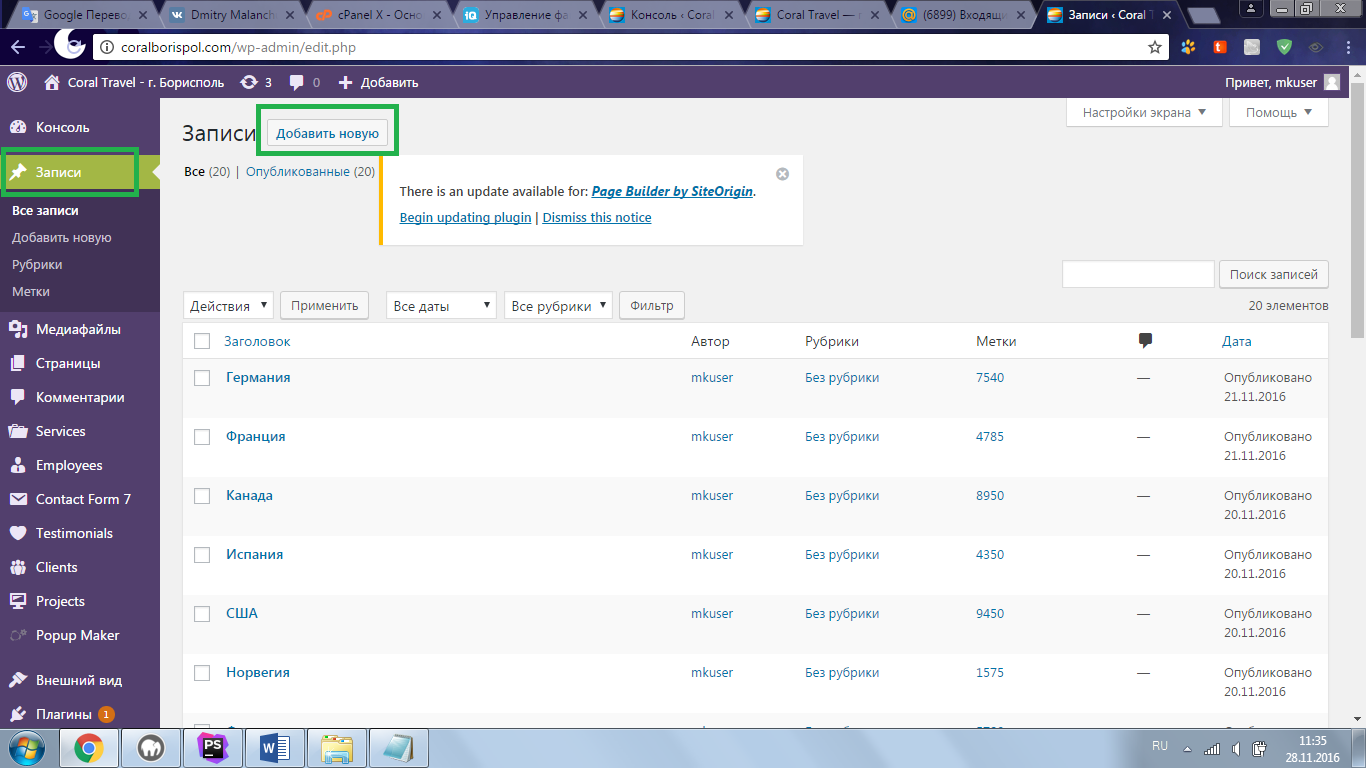 Google Перево
Dmitry Malanch
cPanel X - Осно
Управление фа
Консоль ‹ Coral
Coral Travel — г
(6899) Входящи
Записи ‹ Coral T
coralborispol.com/wp-admin/edit.php
Coral Travel - г. Борисполь
3
0
Добавить
Привет, mkuser
Консоль
Записи
Все записи
Добавить новую
Рубрики
Метки
Медиафайлы
Страницы
Комментарии
Services
Employees
Contact Form 7
Testimonials
Clients
Projects
Popup Maker
Внешний вид
Плагины 1
Настройки экрана
Помощь
Записи Добавить новую
Все (20) | Опубликованные (20)
There is an update available for: Page Builder by SiteOrigin.
Begin updating plugin | Dismiss this notice
Поиск записей
Действия Применить Все даты Все рубрики Фильтр
20 элементов
Заголовок Автор Рубрики Метки Дата
Германия mkuser Без рубрики 7540 — Опубликовано
21.11.2016
Франция mkuser Без рубрики 4785 — Опубликовано
21.11.2016
Канада mkuser Без рубрики 8950 — Опубликовано
20.11.2016
Испания mkuser Без рубрики 4350 — Опубликовано
20.11.2016
США mkuser Без рубрики 9450 — Опубликовано
20.11.2016
Норвегия mkuser Без рубрики 1575 — Опубликовано
20.11.2016
RU
11:35
28.11.2016